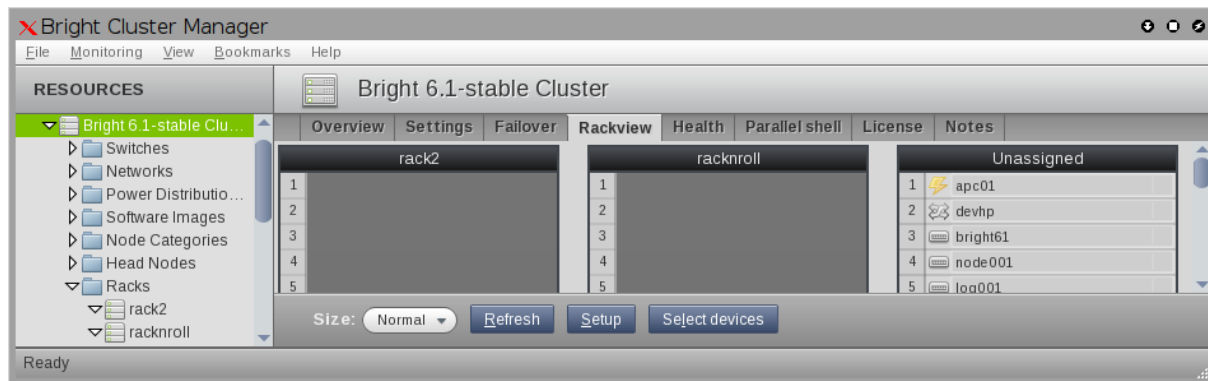 Bright Cluster Manager
File Monitoring View Bookmarks Help
RESOURCES
Bright 6.1-stable Clu...
Switches
Networks
Power Distributio...
Software Images
Node Categories
Head Nodes
Racks
rack2
racknroll
Bright 6.1-stable Cluster
Overview Settings Failover Rackview Health Parallel shell License Notes
rack2
1
2
3
4
5
racknroll
1
2
3
4
5
Unassigned
1 apc01
2 devhp
3 bright61
4 node001
5 log001
Size: Normal Refresh Setup Select devices
Ready